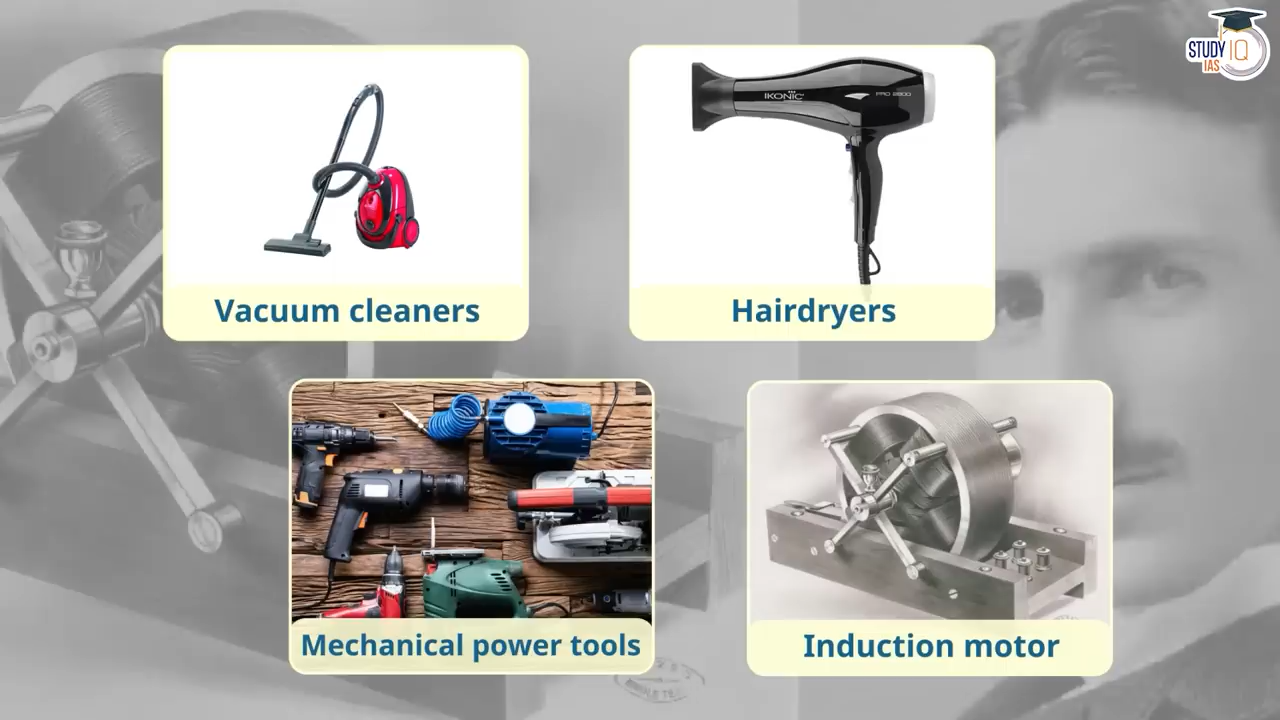 STUDY IQ
IAS
IKONIC
PRO 2800
Vacuum cleaners
Hairdryers
Mechanical power tools
Induction motor